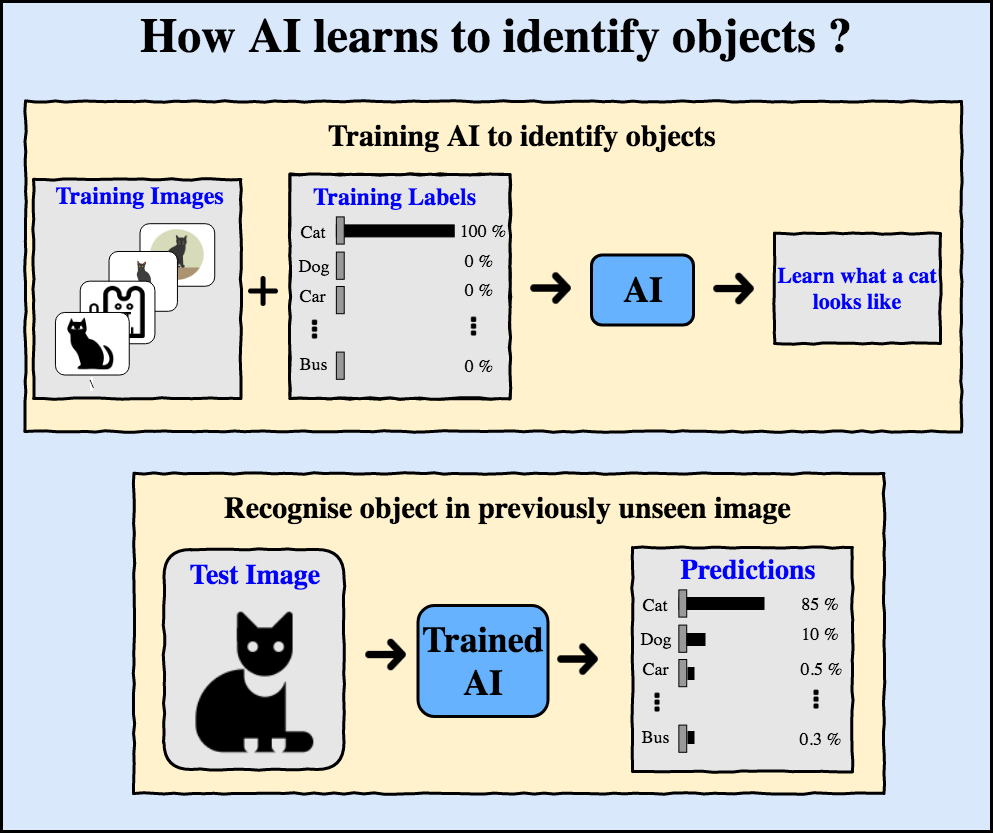 How AI learns to identify objects ?
Training AI to identify objects
Training Images
Training Labels
Cat 100 %
Dog 0 %
Car 0 %
Bus 0 %
AI
Learn what a cat
looks like
Recognise object in previously unseen image
Test Image
Trained
AI
Predictions
Cat 85 %
Dog 10 %
Car 0.5 %
Bus 0.3 %